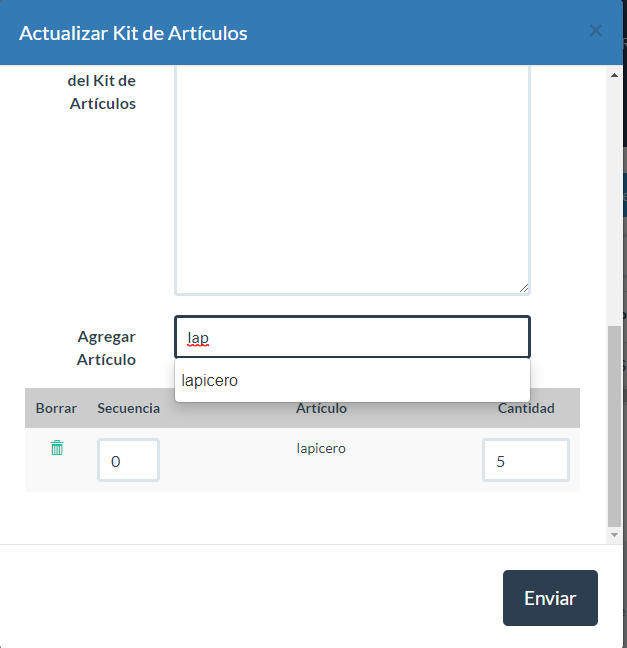 Actualizar Kit de Artículos
×
del Kit de
Artículos
Agregar
Artículo
lap
lapicero
Borrar Secuencia Artículo Cantidad
0 lapicero 5
Enviar